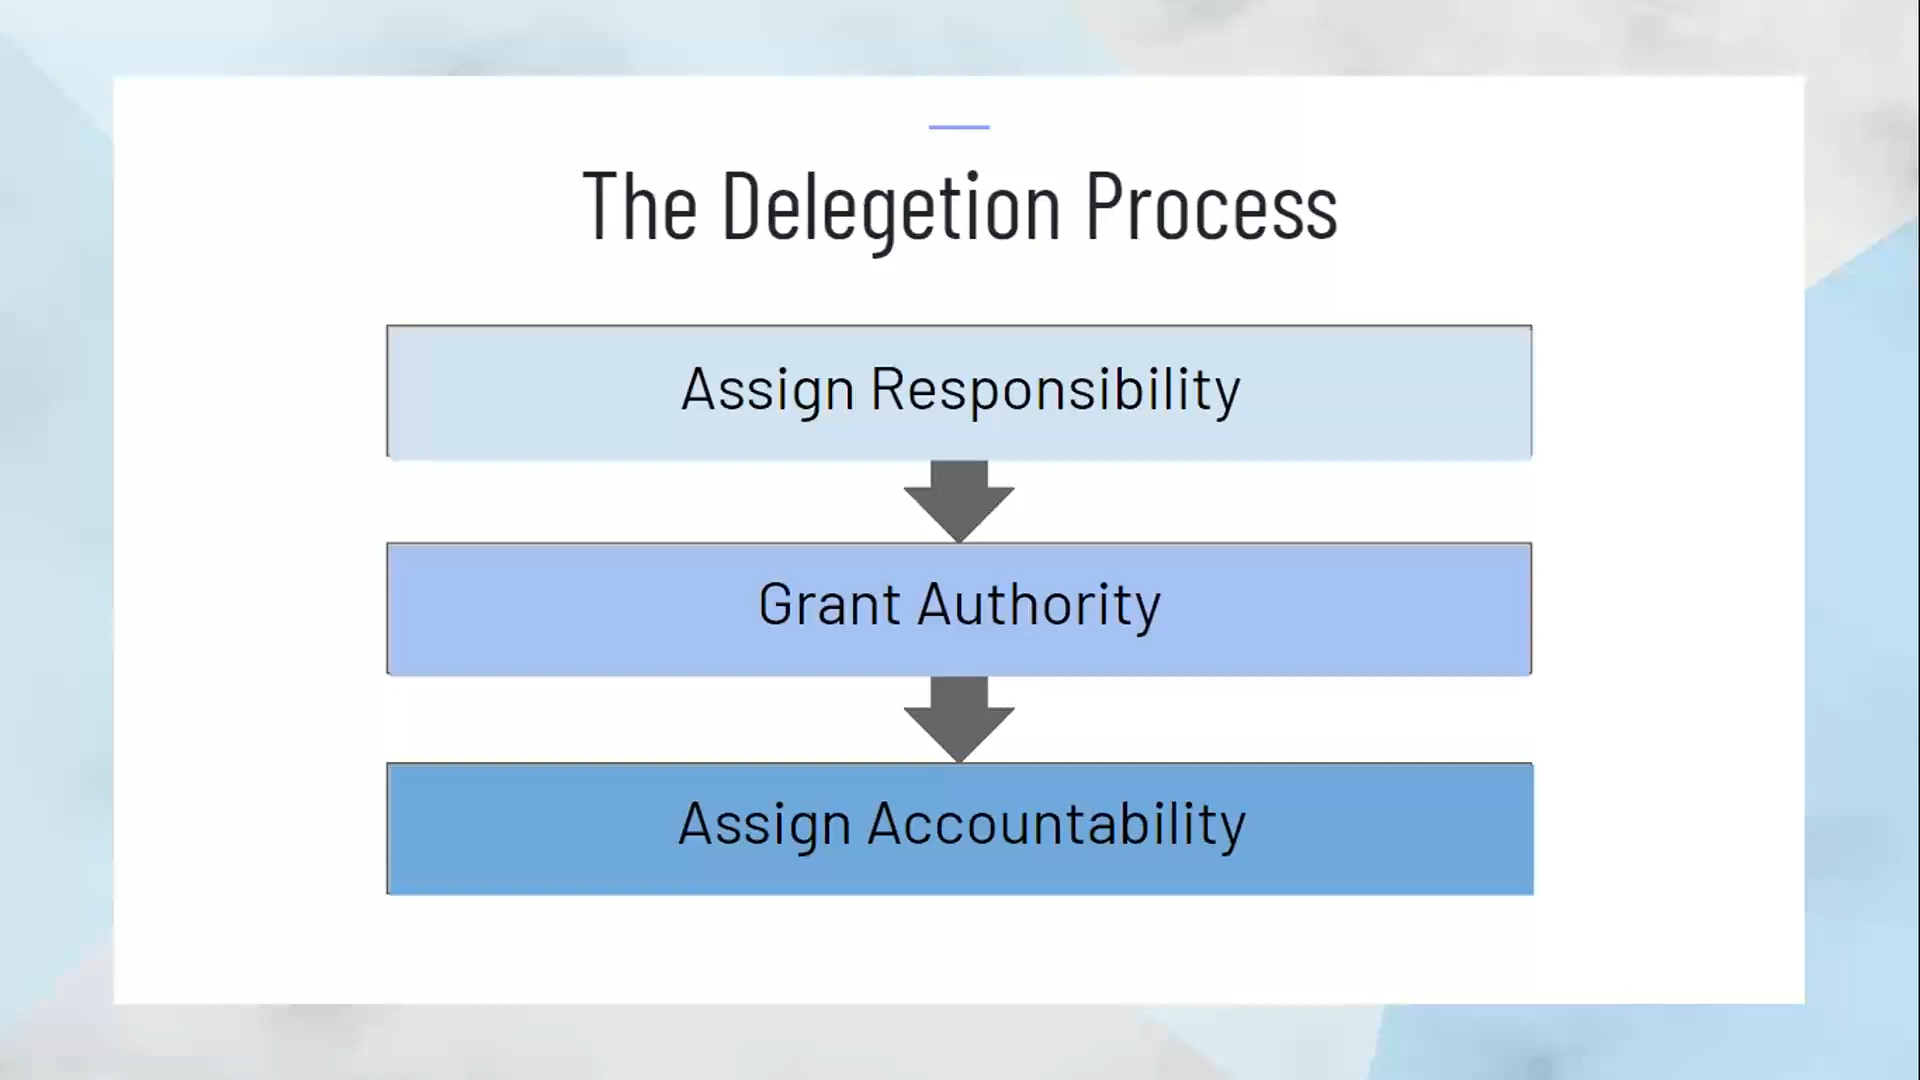 The Delegetion Process
Assign Responsibility
Grant Authority
Assign Accountability